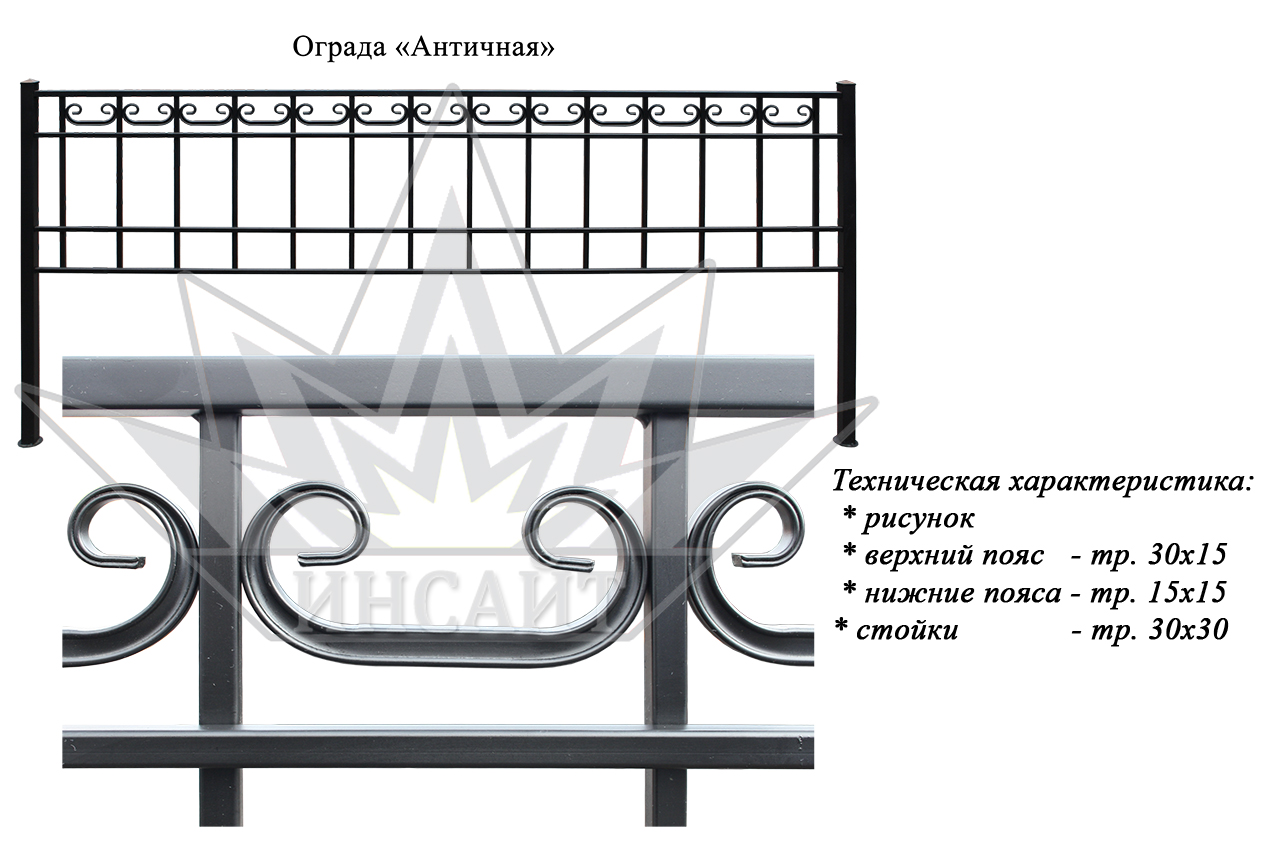 Ограда «Античная»
ИНСАЙТ
Техническая характеристика:
* рисунок
* верхний пояс - тр. 30х15
* нижние пояса - тр. 15х15
* стойки - тр. 30х30